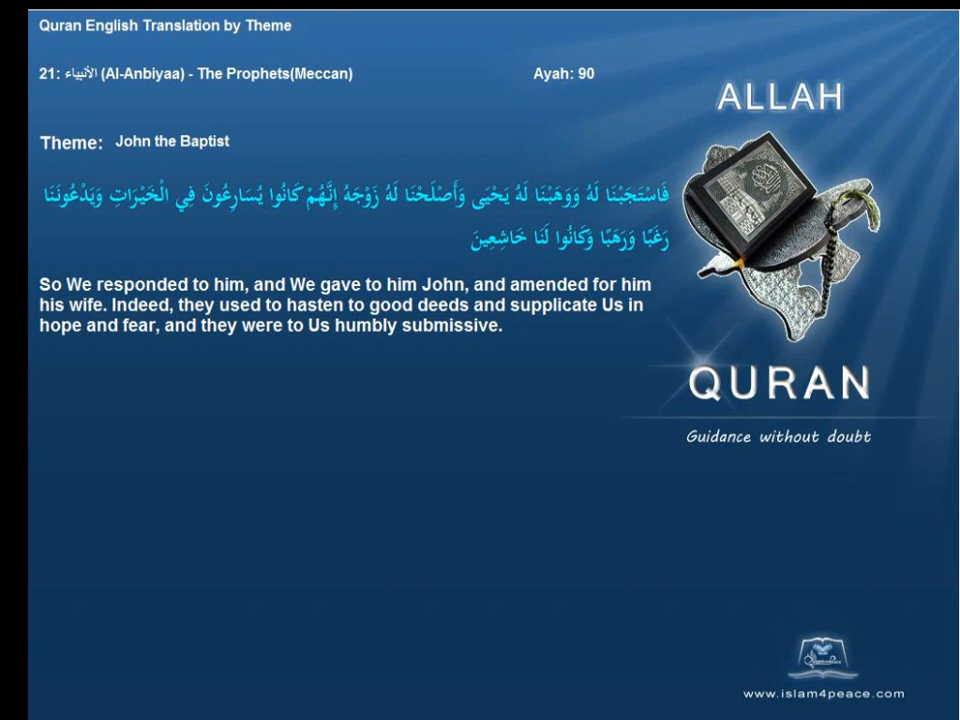 Quran English Translation by Theme
21: الأنبياء (Al-Anbiyaa) - The Prophets(Meccan) Ayah: 90
Theme: John the Baptist
فَاسْتَجَبْنَا لَهُ وَوَهَبْنَا لَهُ يَحْيَى وَأَصْلَحْنَا لَهُ زَوْجَهُ إِنَّهُمْ كَانُوا يُسَارِعُونَ فِي الْخَيْرَاتِ وَيَدْعُونَنَا
رَغَبًا وَرَهَبًا وَكَانُوا لَنَا خَاشِعِينَ
So We responded to him, and We gave to him John, and amended for him
his wife. Indeed, they used to hasten to good deeds and supplicate Us in
hope and fear, and they were to Us humbly submissive.
ALLAH
QURAN
Guidance without doubt
www.islam4peace.com